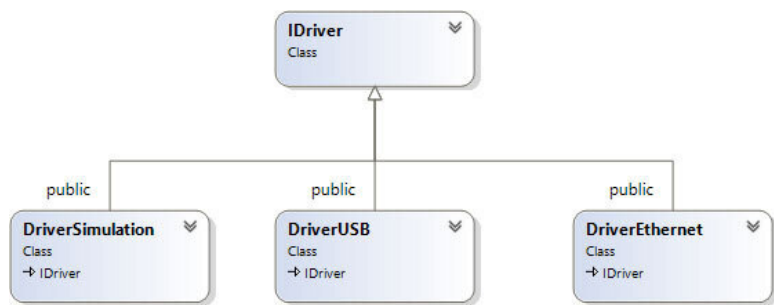 IDriver
Class
public
public
public
DriverSimulation
Class
IDriver
DriverUSB
Class
IDriver
DriverEthernet
Class
IDriver